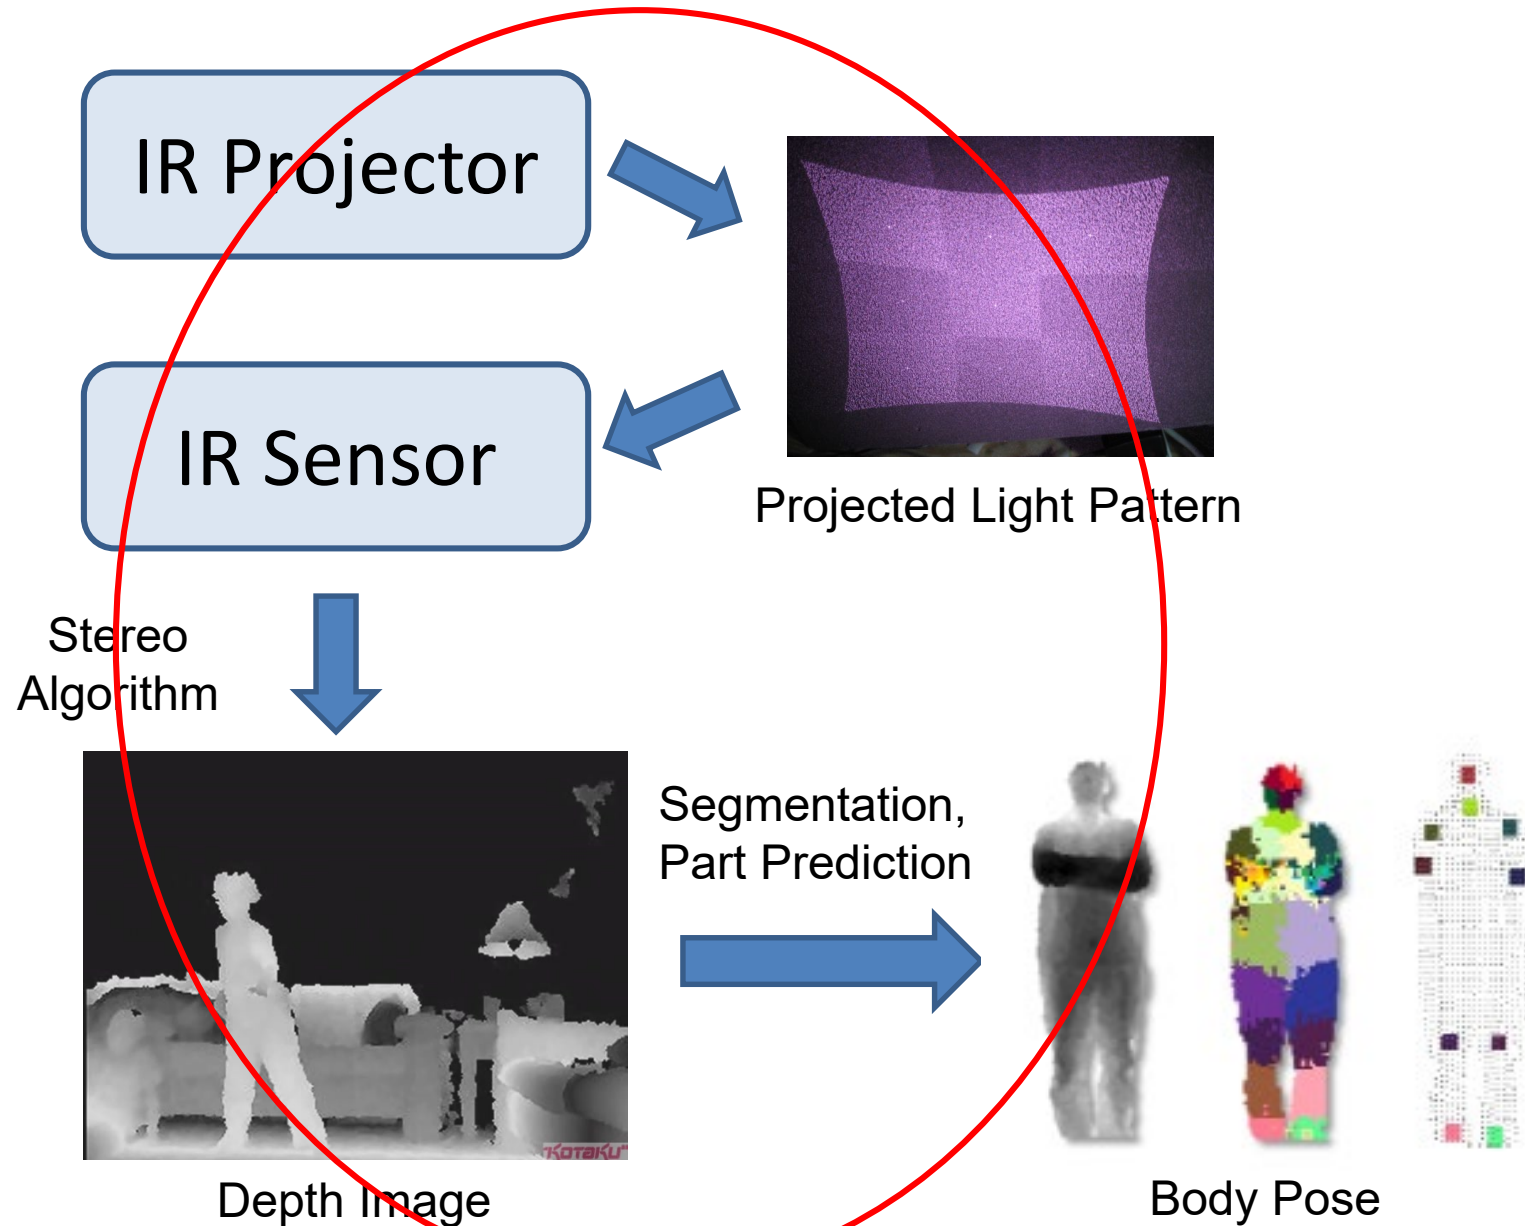 IR Projector
IR Sensor
Projected Light Pattern
Stereo
Algorithm
Segmentation,
Part Prediction
KOTAKU
Depth Image
Body Pose